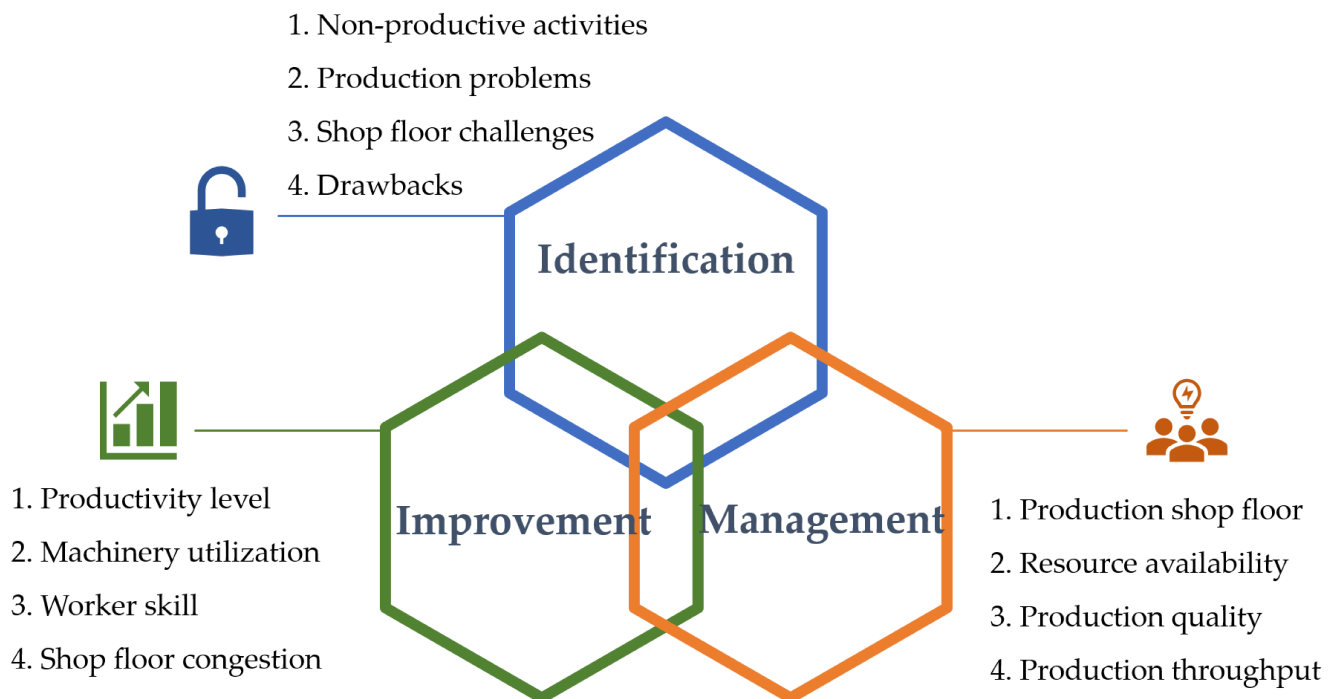 1. Non-productive activities
2. Production problems
3. Shop floor challenges
4. Drawbacks
Identification
Improvement
Management
1. Productivity level
2. Machinery utilization
3. Worker skill
4. Shop floor congestion
1. Production shop floor
2. Resource availability
3. Production quality
4. Production throughput